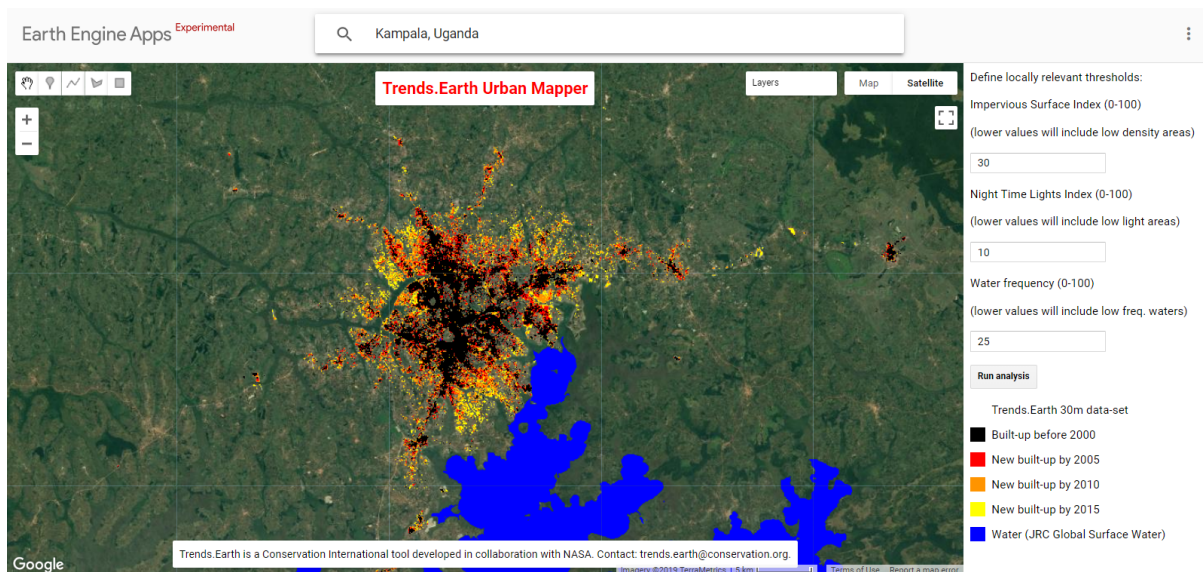 Earth Engine Apps Experimental
Kampala, Uganda
Trends.Earth Urban Mapper
Layers
Map Satellite
+
−
Define locally relevant thresholds:
Impervious Surface Index (0-100)
(lower values will include low density areas)
30
Night Time Lights Index (0-100)
(lower values will include low light areas)
10
Water frequency (0-100)
(lower values will include low freq. waters)
25
Run analysis
Trends.Earth 30m data-set
Built-up before 2000
New built-up by 2005
New built-up by 2010
New built-up by 2015
Water (JRC Global Surface Water)
Trends.Earth is a Conservation International tool developed in collaboration with NASA. Contact: trends.earth@conservation.org.
Google
Imagery ©2019 TerraMetrics 5 km Terms of Use Report a map error